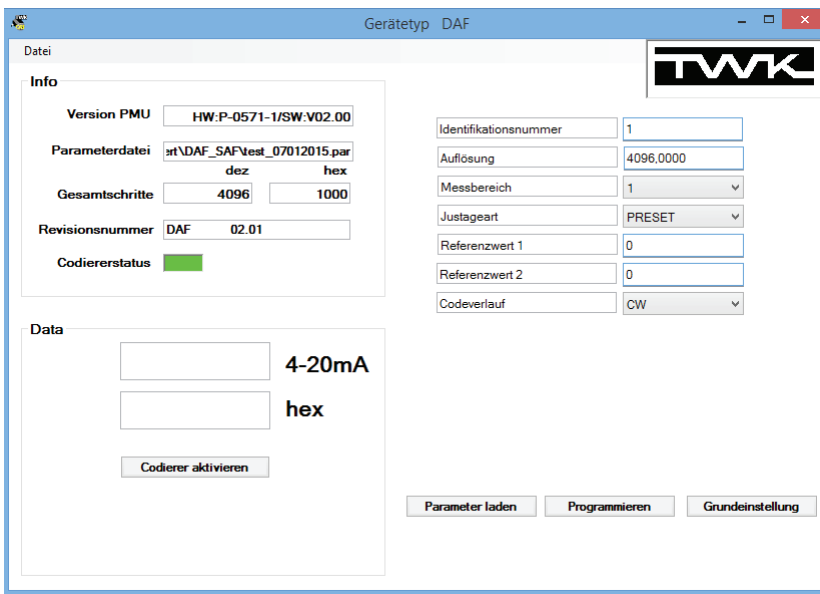 Gerätetyp DAF
Datei
TWK
Info
Version PMU HW:P-0571-1/SW:V02.00
Parameterdatei ert\DAF_SAF\test_07012015.par
dez hex
Gesamtschritte 4096 1000
Revisionsnummer DAF 02.01
Codiererstatus
Identifikationsnummer 1
Auflösung 4096,0000
Messbereich 1
Justageart PRESET
Referenzwert 1 0
Referenzwert 2 0
Codeverlauf CW
Data
4-20mA
hex
Codierer aktivieren
Parameter laden Programmieren Grundeinstellung